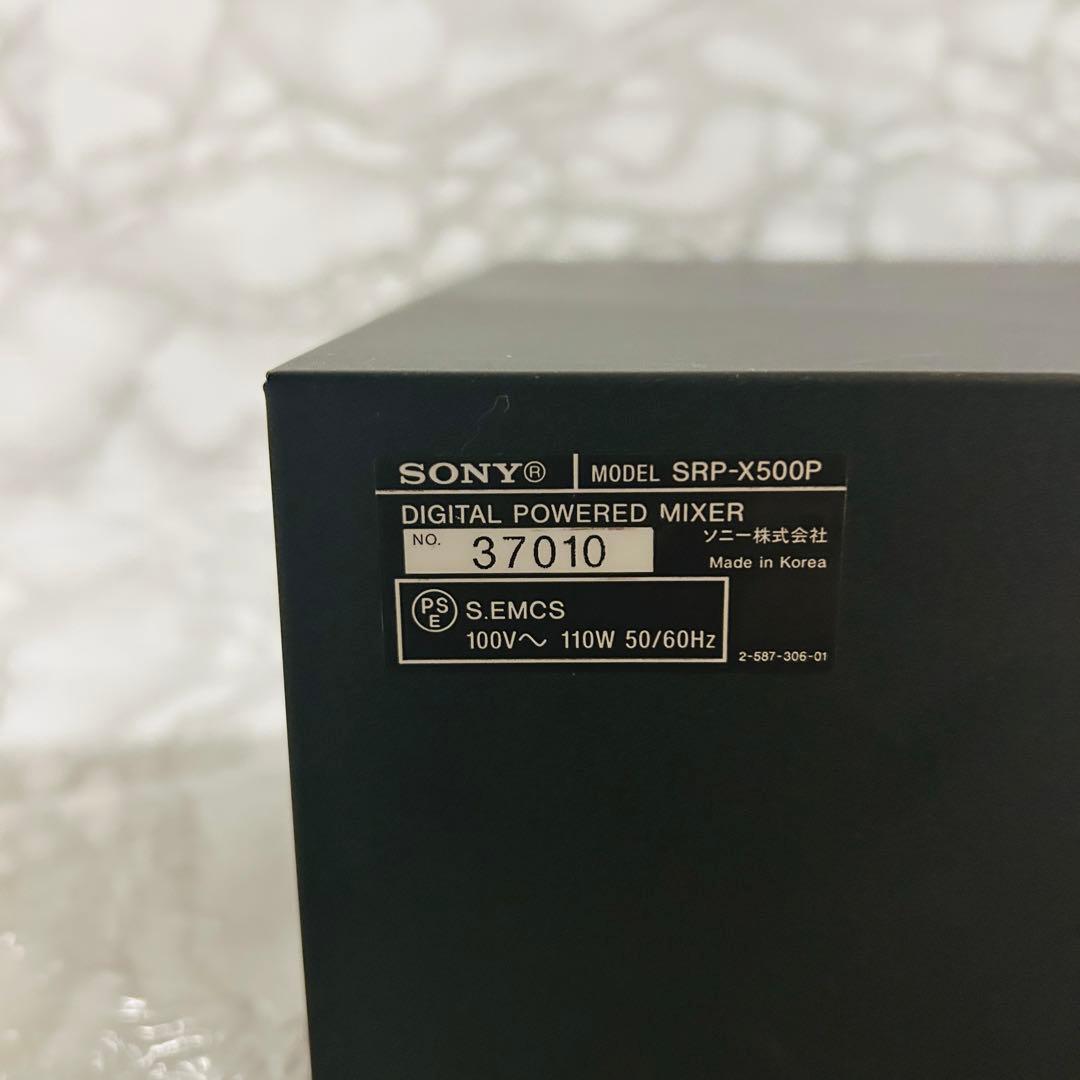 SONY® MODEL SRP-X500P
DIGITAL POWERED MIXER
ソニー株式会社
NO. 37010
Made in Korea
PSE S.EMCS
100V～ 110W 50/60Hz
2-587-306-01